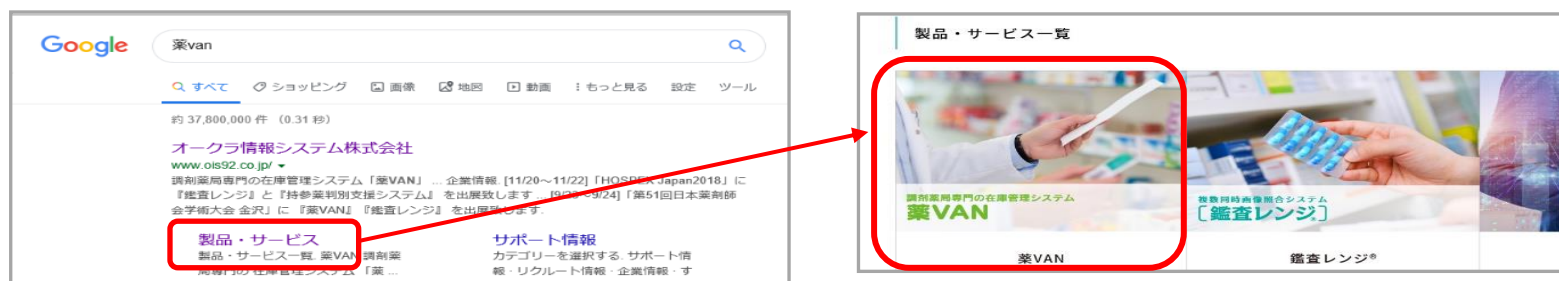 Google
薬van
すべて ショッピング 画像 地図 動画 もっと見る 設定 ツール
約 37,800,000 件 (0.31 秒)
オークラ情報システム株式会社
www.ois92.co.jp/
調剤薬局専門の在庫管理システム「薬VAN」 ... 企業情報. [11/20～11/22]「HOSPEX Japan2018」に
『鑑査レンジ』と『持参薬判別支援システム』 を出展致します ... [9/23～9/24]「第51回日本薬剤師
会学術大会 金沢」に 『薬VAN』『鑑査レンジ』 を出展致します.
製品・サービス
製品・サービス一覧. 薬VAN 調剤薬
局専門の 在庫管理システム 「薬 ...
サポート情報
カテゴリーを選択する. サポート情
報・リクルート情報・企業情報・す
製品・サービス一覧
調剤薬局専門の在庫管理システム
薬VAN
薬VAN
複数同時画像照合システム
［鑑査レンジ］
鑑査レンジ®